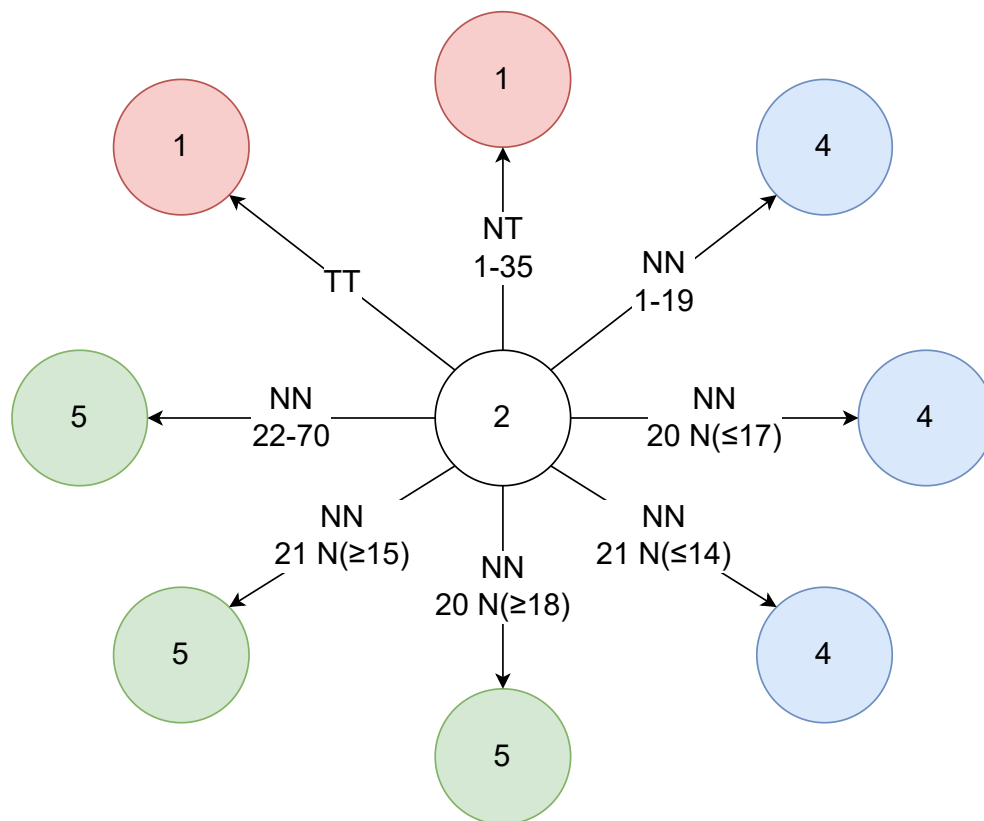 1
1
4
NT
1-35
NN
1-19
TT
5
NN
22-70
2
NN
20 N(≤17)
4
NN
21 N(≥15)
NN
20 N(≥18)
NN
21 N(≤14)
5
5
4